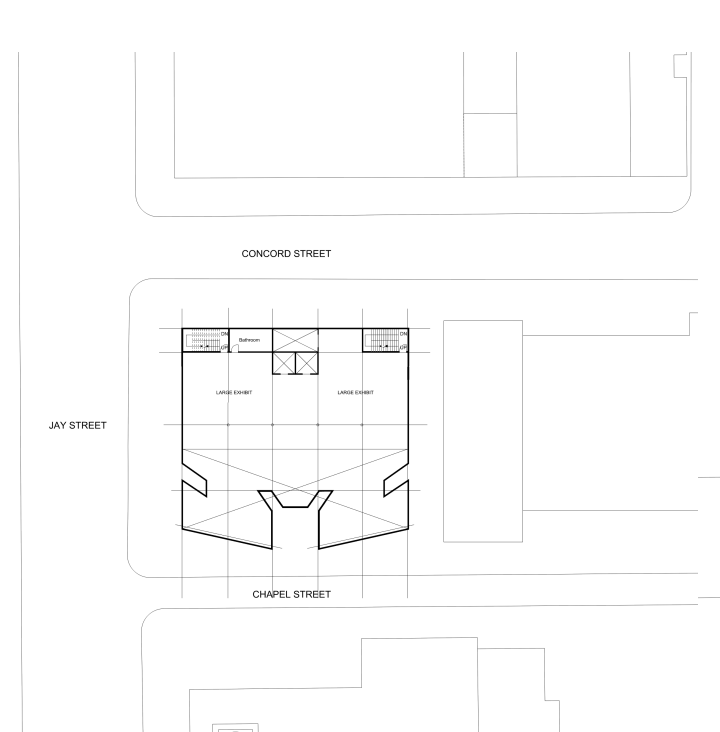 CONCORD STREET
DN
Bathroom
DN
UP
UP
LARGE EXHIBIT
LARGE EXHIBIT
JAY STREET
CHAPEL STREET